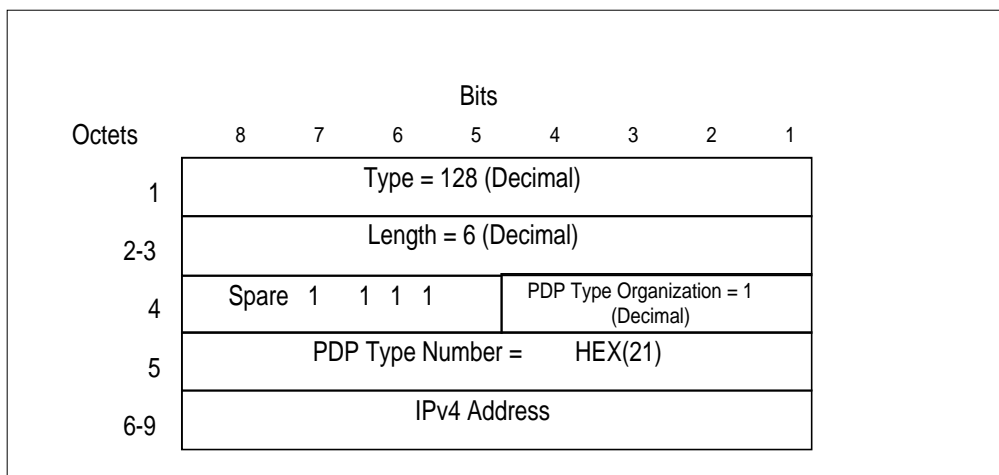 Bits
Octets 8 7 6 5 4 3 2 1
1 Type = 128 (Decimal)
2-3 Length = 6 (Decimal)
4 Spare 1 1 1 1 PDP Type Organization = 1
(Decimal)
5 PDP Type Number = HEX(21)
6-9 IPv4 Address